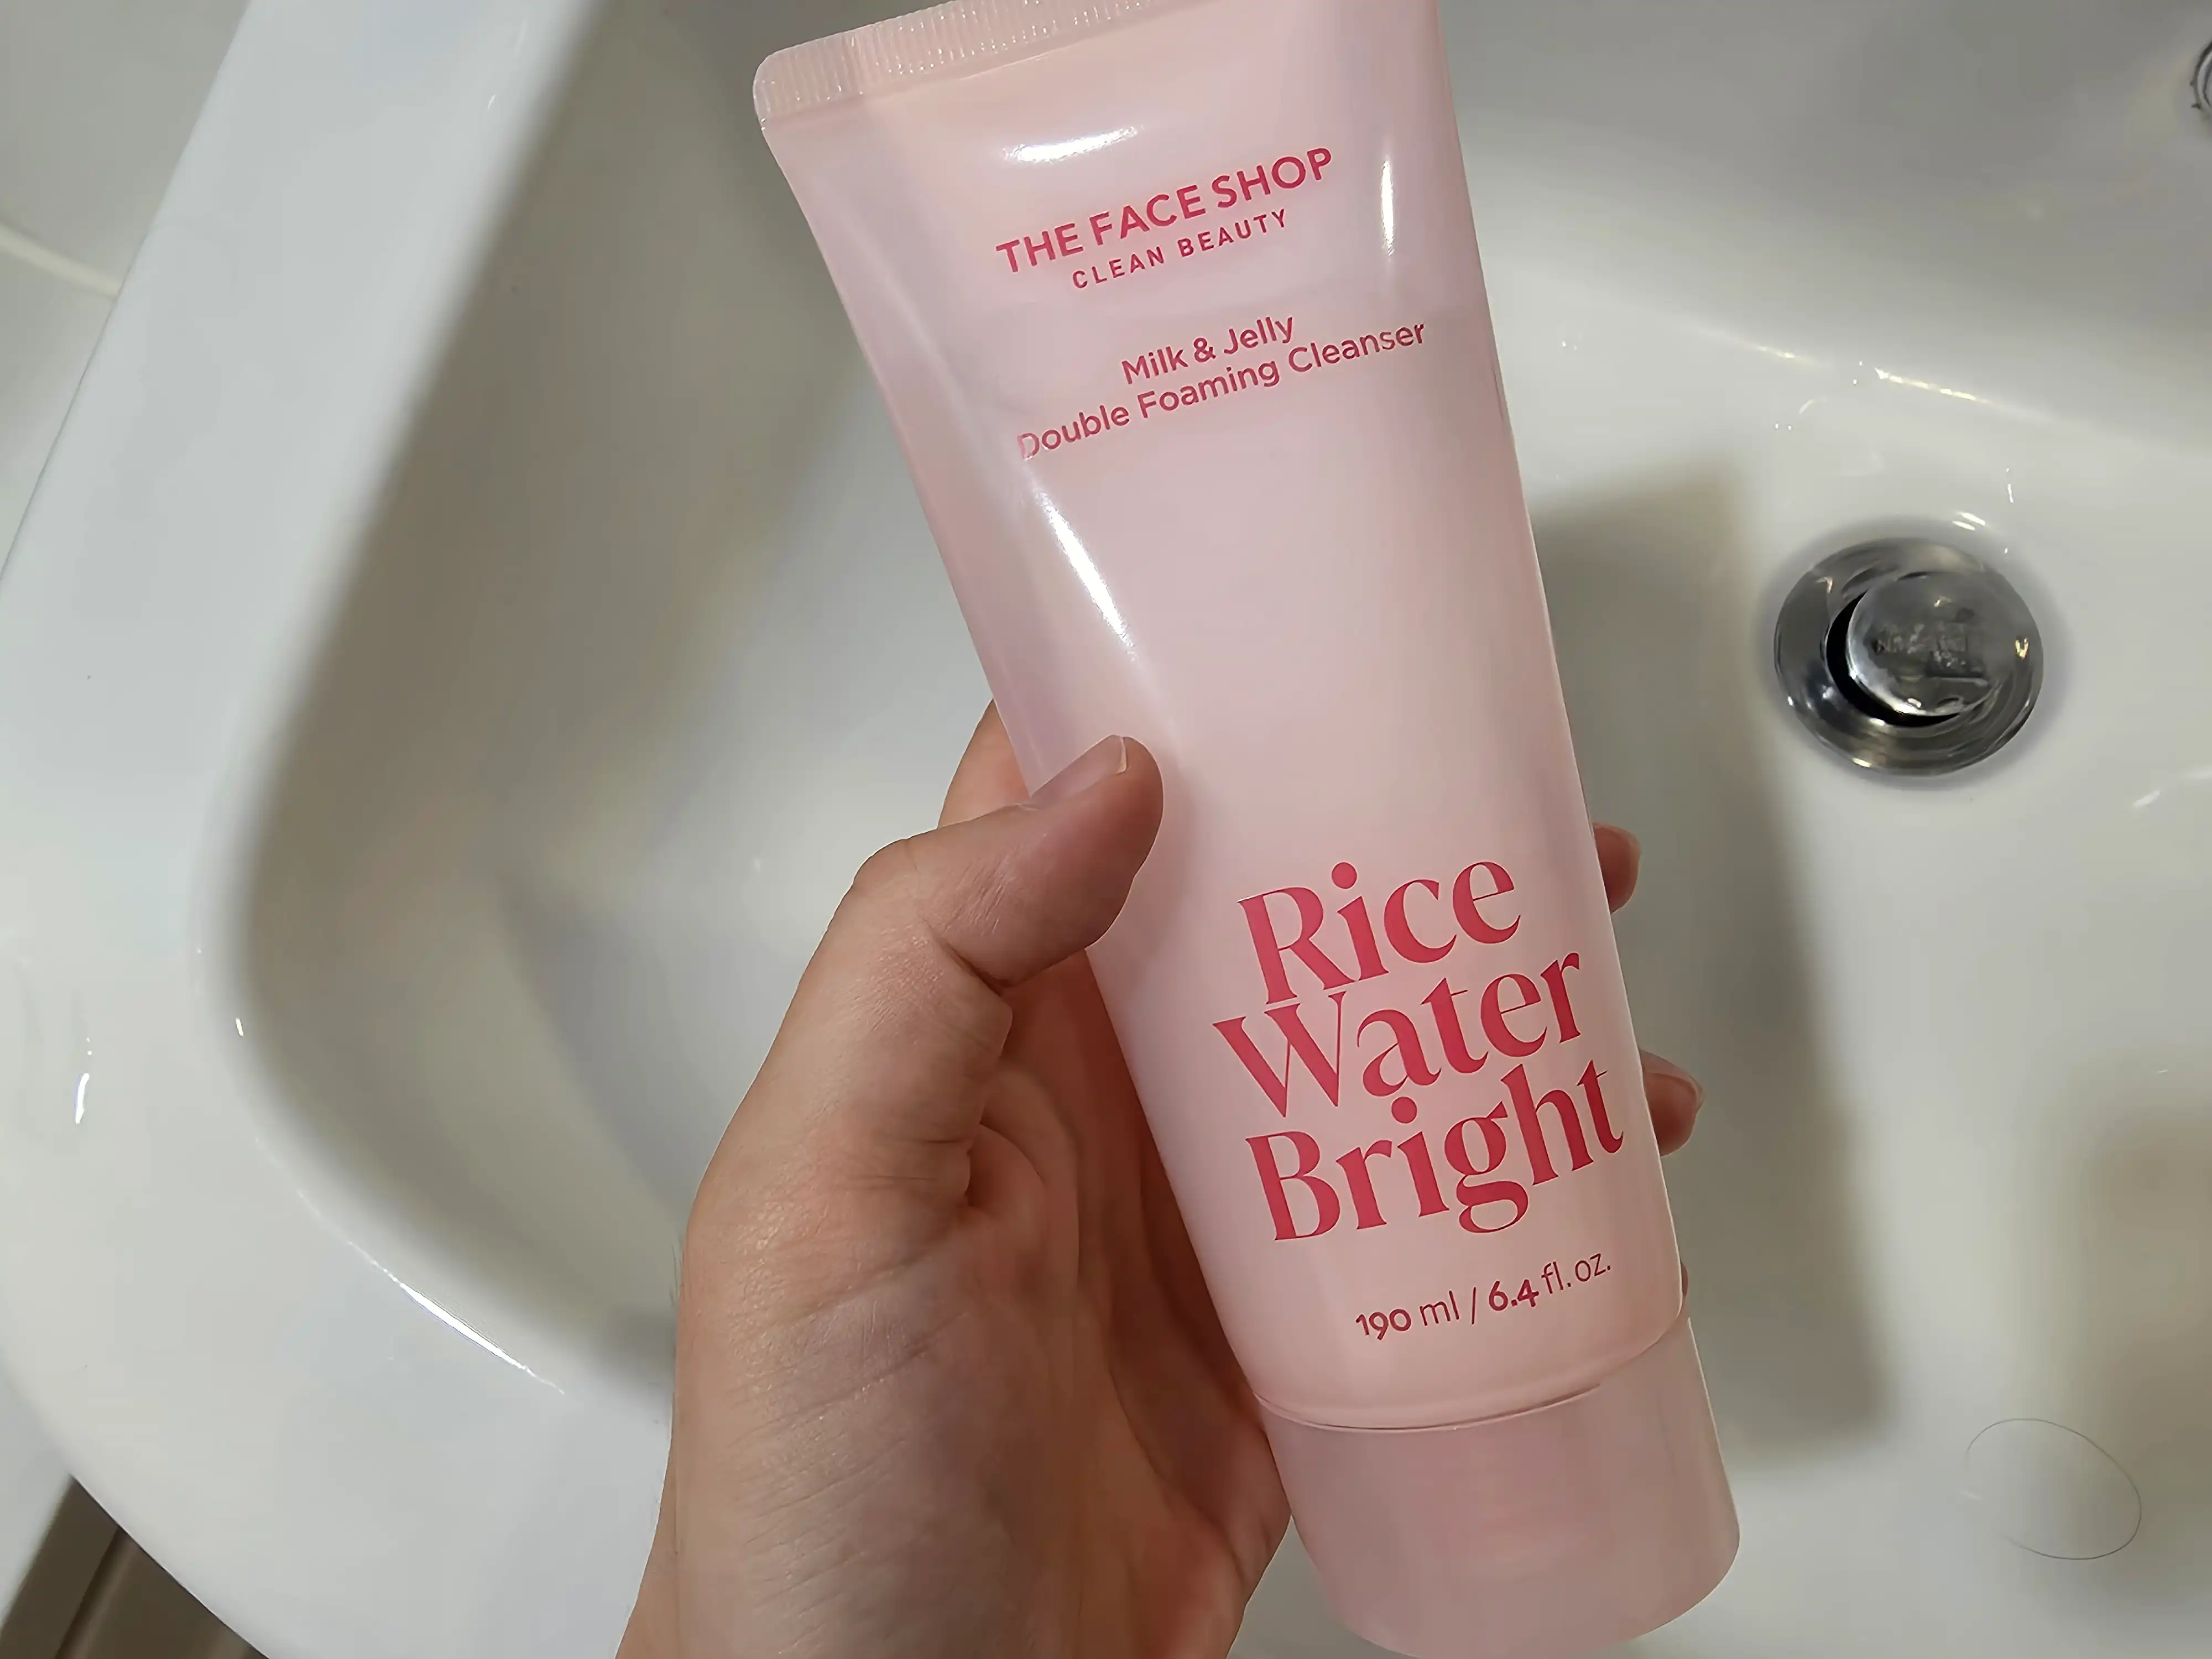 THE FACE SHOP
CLEAN BEAUTY
Milk & Jelly
Double Foaming Cleanser
Rice
Water
Bright
190 ml / 6.4 fl. oz.